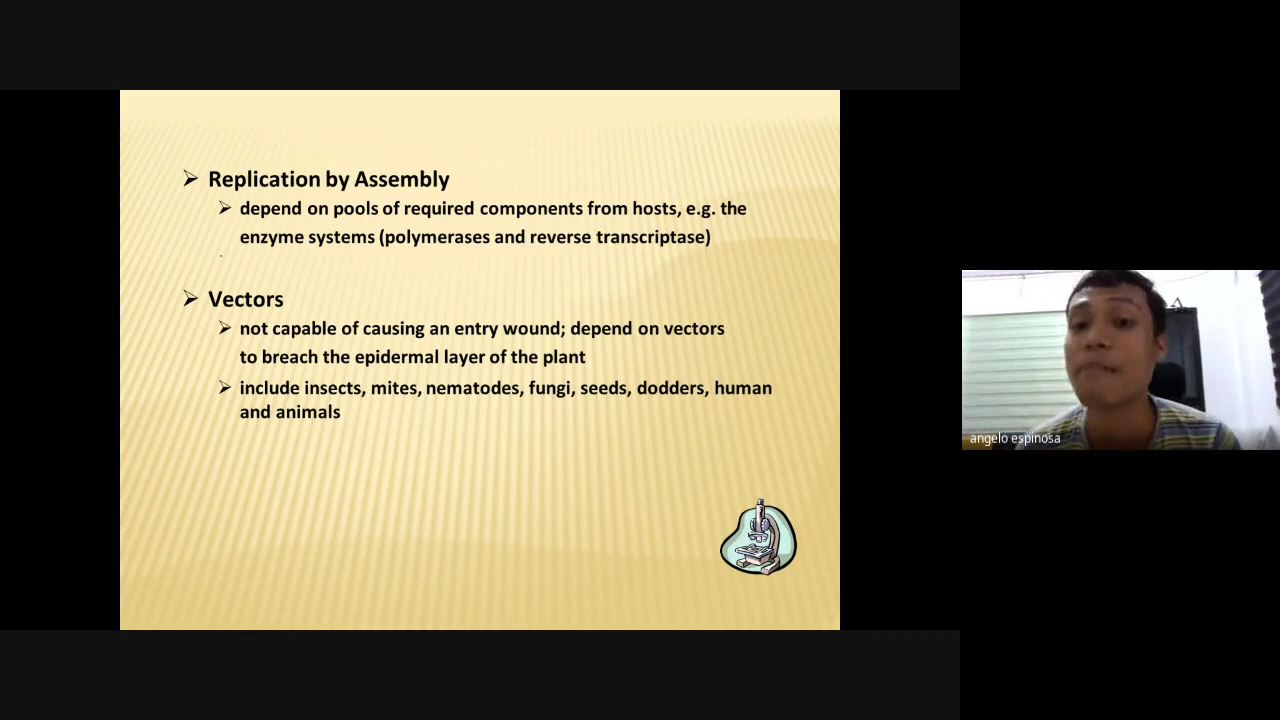 Replication by Assembly
depend on pools of required components from hosts, e.g. the
enzyme systems (polymerases and reverse transcriptase)
Vectors
not capable of causing an entry wound; depend on vectors
to breach the epidermal layer of the plant
include insects, mites, nematodes, fungi, seeds, dodders, human
and animals
angelo espinosa